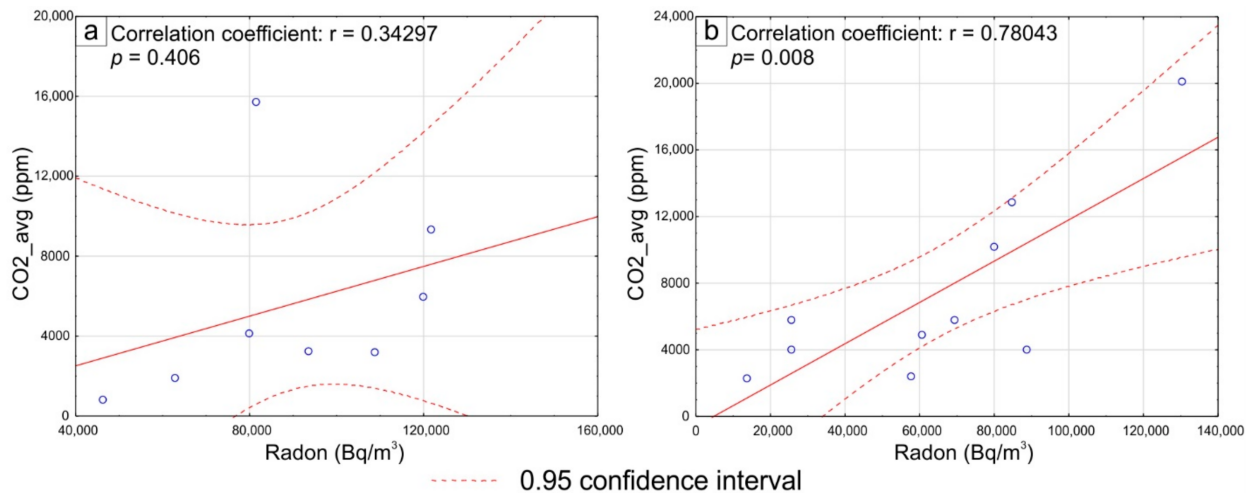 a
Correlation coefficient: r = 0.34297
p = 0.406
20,000
16,000
12,000
8000
4000
0
CO2_avg (ppm)
40,000
80,000
120,000
160,000
Radon (Bq/m³)
b
Correlation coefficient: r = 0.78043
p= 0.008
24,000
20,000
16,000
12,000
8000
4000
0
CO2_avg (ppm)
0
20,000
40,000
60,000
80,000
100,000
120,000
140,000
Radon (Bq/m³)
0.95 confidence interval